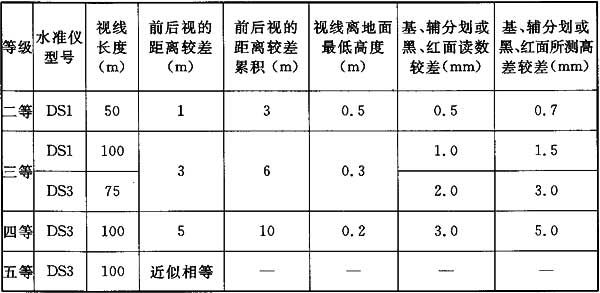 等级 水准仪型号 视线长度（m） 前后视的距离较差（m） 前后视的距离较差累积（m） 视线离地面最低高度（m） 基、辅分划或黑、红面读数较差（mm） 基、辅分划或黑、红面所测高差较差（mm）
二等 DS1 50 1 3 0.5 0.5 0.7
三等 DS1 100 3 6 0.3 1.0 1.5
DS3 75 2.0 3.0
四等 DS3 100 5 10 0.2 3.0 5.0
五等 DS3 100 近似相等 — — — —